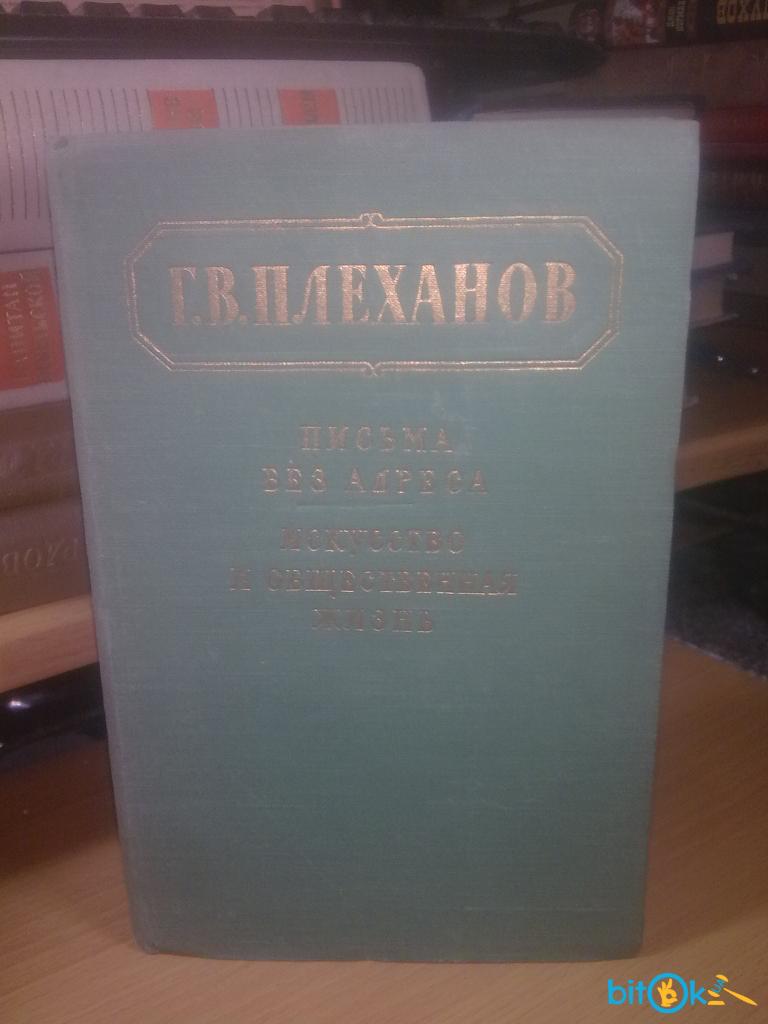 Г.В.ПЛЕХАНОВ
ПИСЬМА
БЕЗ АДРЕСА
ИСКУССТВО
И ОБЩЕСТВЕННАЯ
ЖИЗНЬ
bitOk